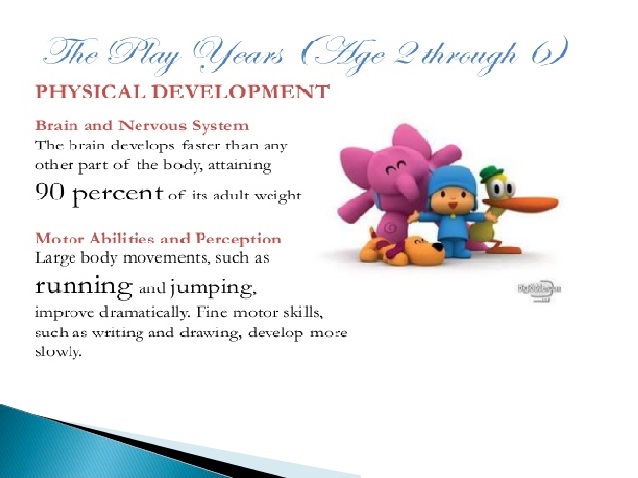 The Play Years (Age 2 through 6)
PHYSICAL DEVELOPMENT
Brain and Nervous System
The brain develops faster than any
other part of the body, attaining
90 percent of its adult weight
Motor Abilities and Perception
Large body movements, such as
running and jumping,
improve dramatically. Fine motor skills,
such as writing and drawing, develop more
slowly.